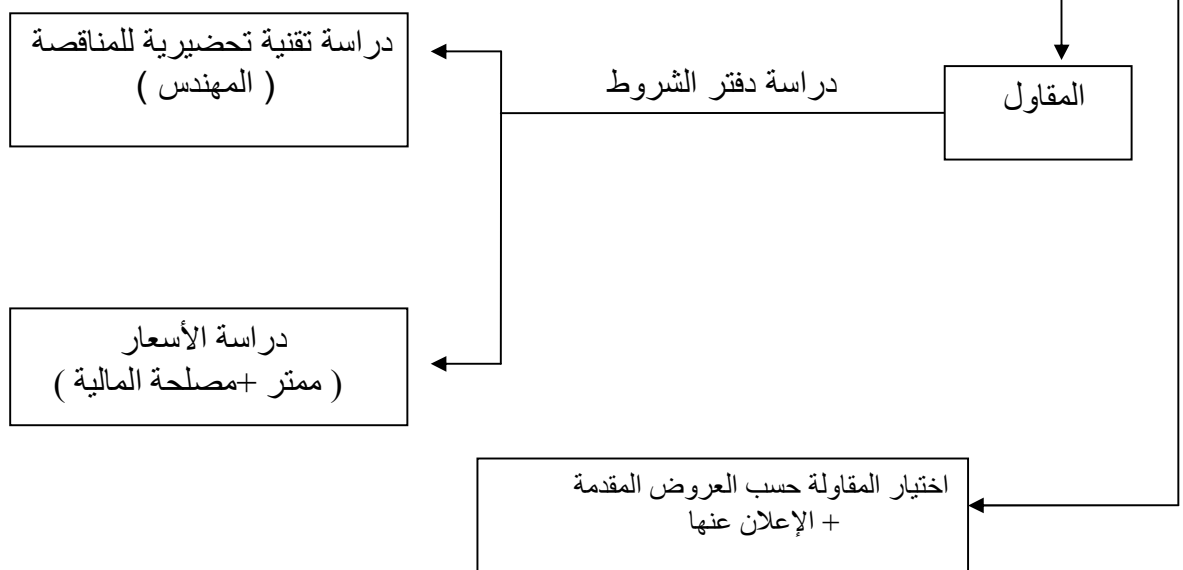 المقاول
دراسة دفتر الشروط
دراسة تقنية تحضيرية للمناقصة
( المهندس )
دراسة الأسعار
( ممتر +مصلحة المالية )
اختيار المقاولة حسب العروض المقدمة
+ الإعلان عنها